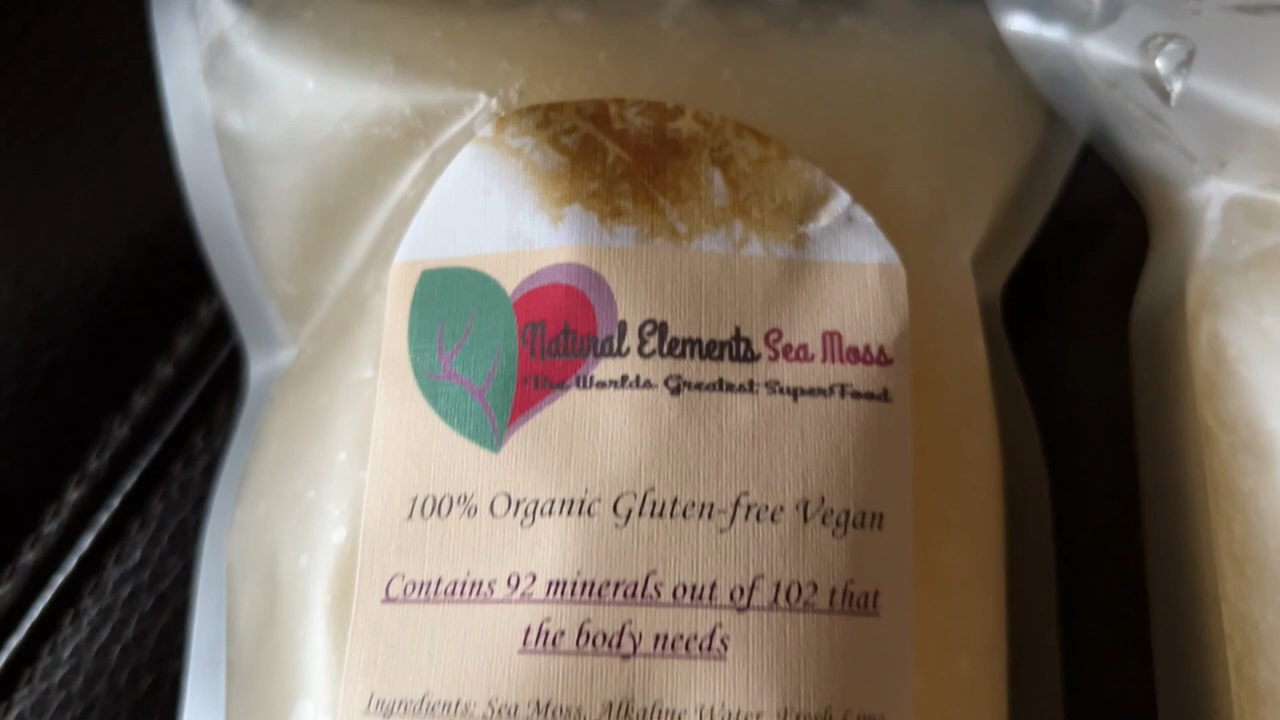 Natural Elements Sea Moss
The Worlds Greatest SuperFood
100% Organic Gluten-free Vegan
Contains 92 minerals out of 102 that
the body needs
Ingredients: Sea Moss, Alkaline Water, Fresh